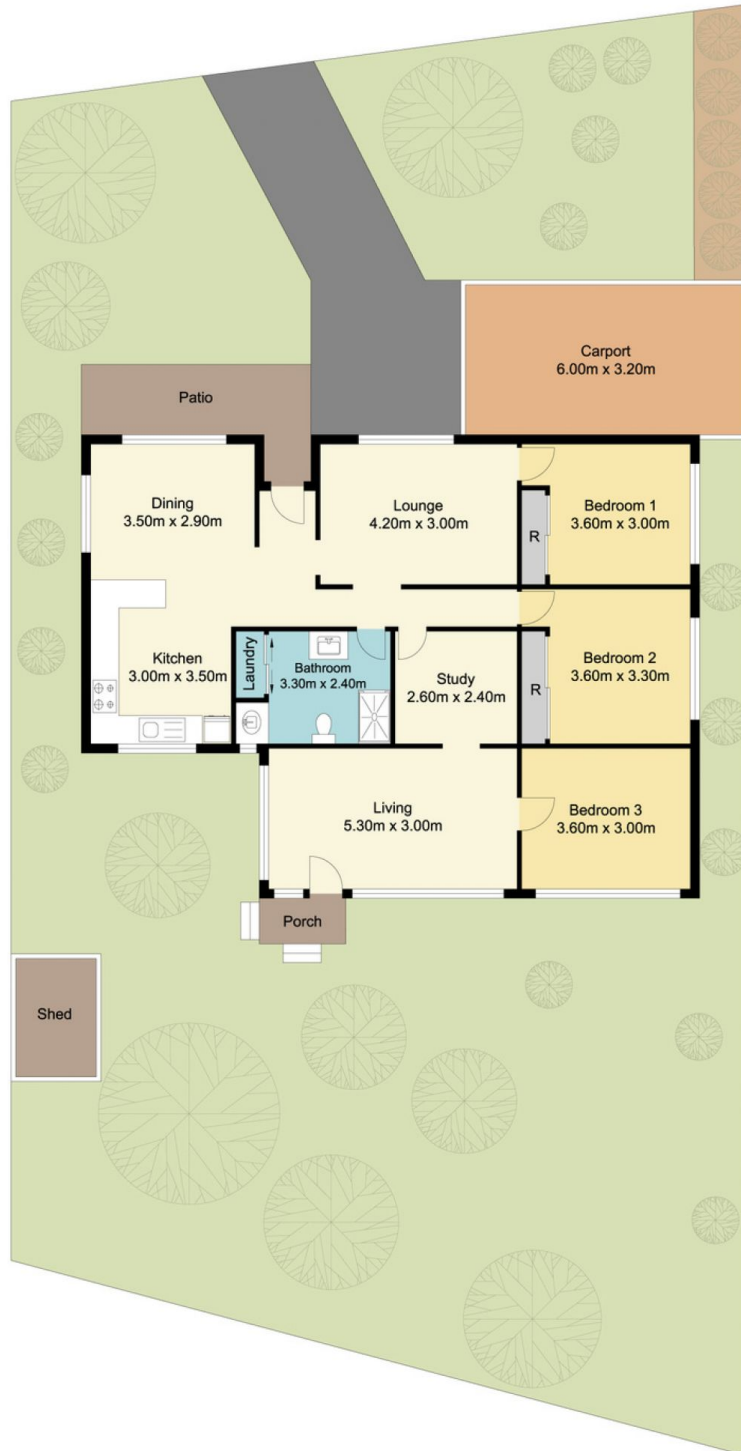 Carport
6.00m x 3.20m
Patio
Dining
3.50m x 2.90m
Lounge
4.20m x 3.00m
Bedroom 1
3.60m x 3.00m
R
Kitchen
3.00m x 3.50m
Laundry
Bathroom
3.30m x 2.40m
Study
2.60m x 2.40m
R
Bedroom 2
3.60m x 3.30m
Living
5.30m x 3.00m
Bedroom 3
3.60m x 3.00m
Porch
Shed